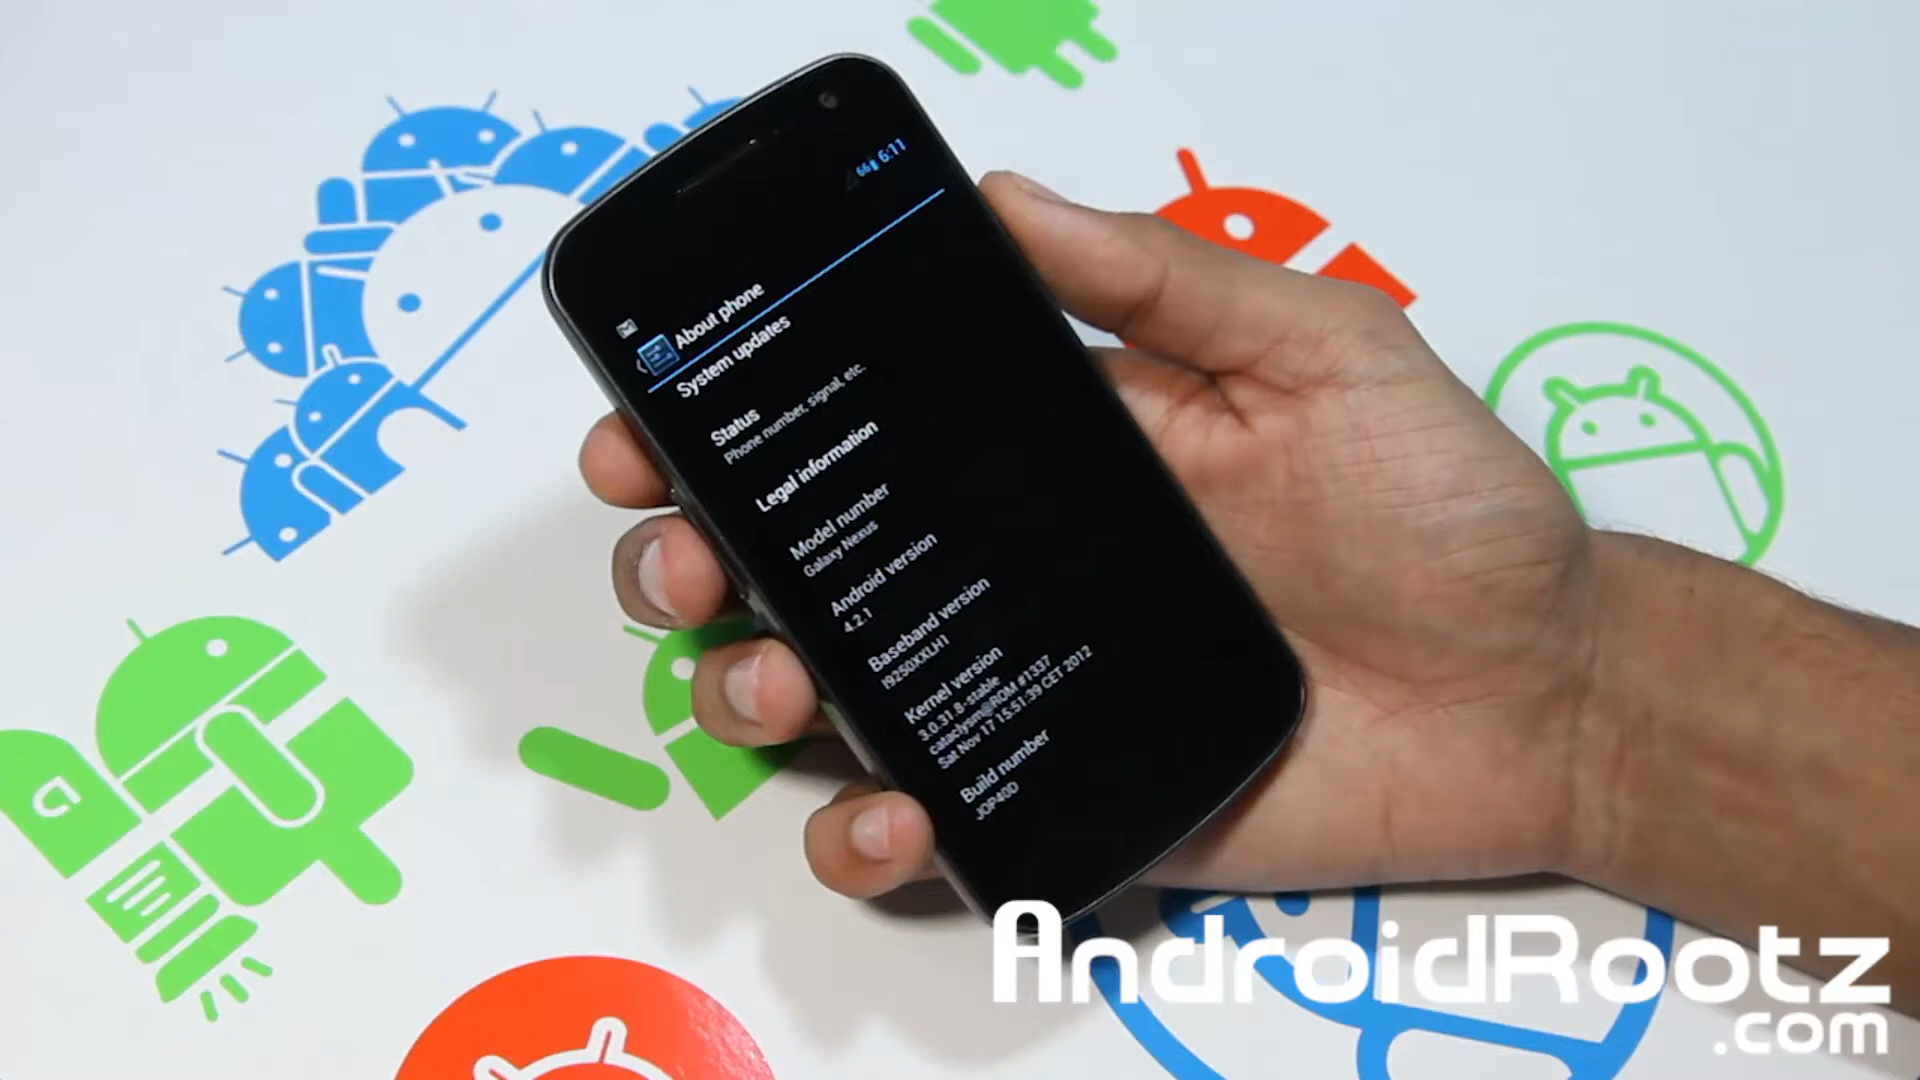 66 6:11
About phone
System updates
Status
Phone number, signal, etc.
Legal information
Model number
Galaxy Nexus
Android version
4.2.1
Baseband version
I9250XXLH1
Kernel version
3.0.31.8-stable
cataclysm@ROM #1337
Sat Nov 17 15:51:39 CET 2012
Build number
JOP40D
AndroidRootz
.com